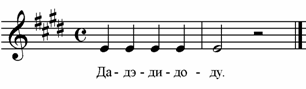 Да - дэ - ди - до - ду.